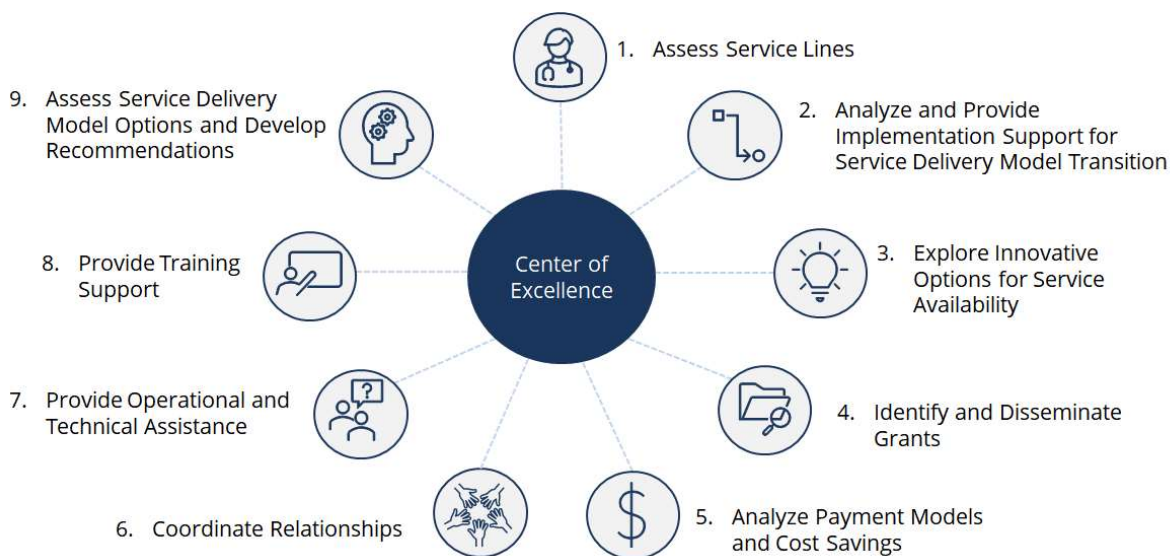 1. Assess Service Lines
2. Analyze and Provide
Implementation Support for
Service Delivery Model Transition
3. Explore Innovative
Options for Service
Availability
4. Identify and Disseminate
Grants
5. Analyze Payment Models
and Cost Savings
6. Coordinate Relationships
7. Provide Operational and
Technical Assistance
8. Provide Training
Support
9. Assess Service Delivery
Model Options and Develop
Recommendations
Center of
Excellence
?
$